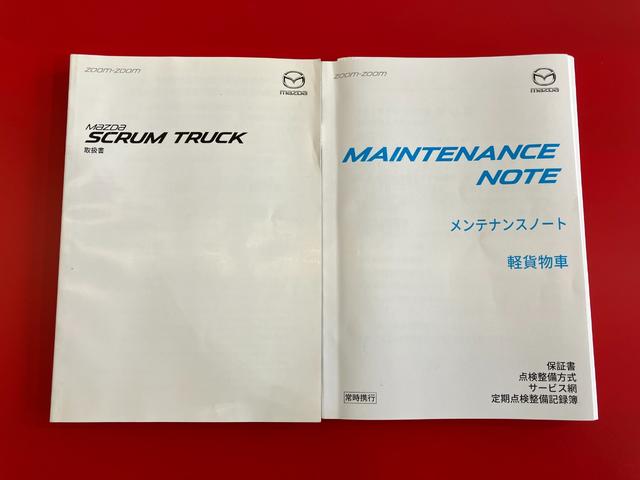 zoom-zoom
mazda
Mazda
SCRUM TRUCK
取扱書
zoom-zoom
mazda
MAINTENANCE
NOTE
メンテナンスノート
軽貨物車
保証書
点検整備方式
サービス網
定期点検整備記録簿
常時携行